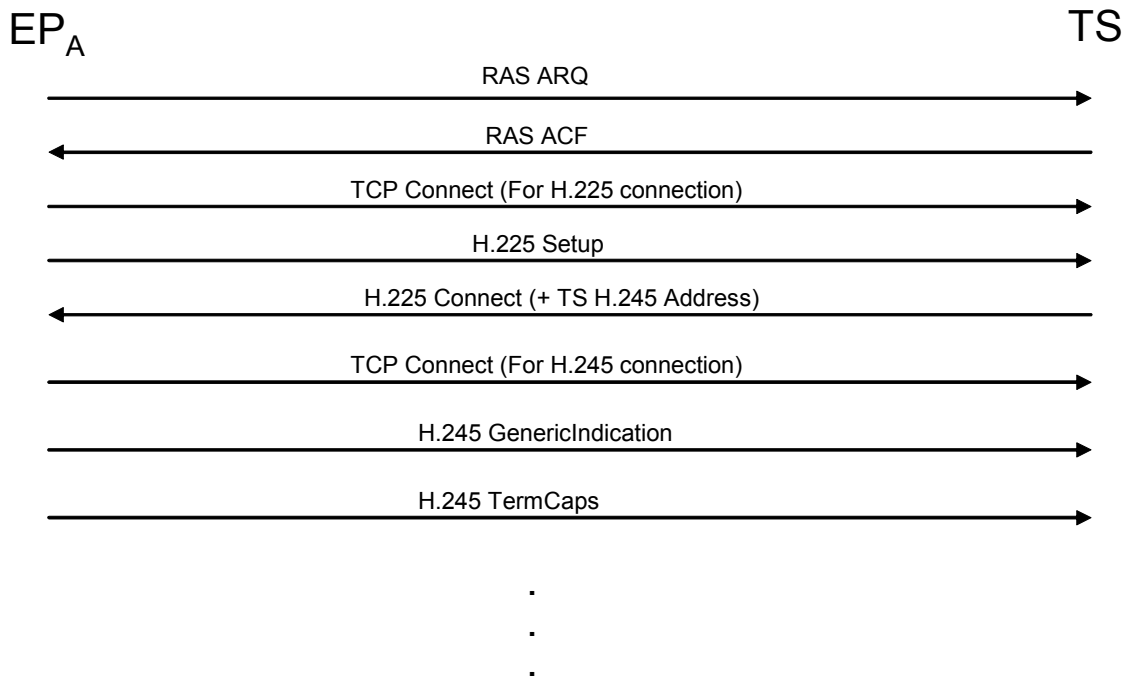 EPA
TS
RAS ARQ
RAS ACF
TCP Connect (For H.225 connection)
H.225 Setup
H.225 Connect (+ TS H.245 Address)
TCP Connect (For H.245 connection)
H.245 GenericIndication
H.245 TermCaps
.
.
.